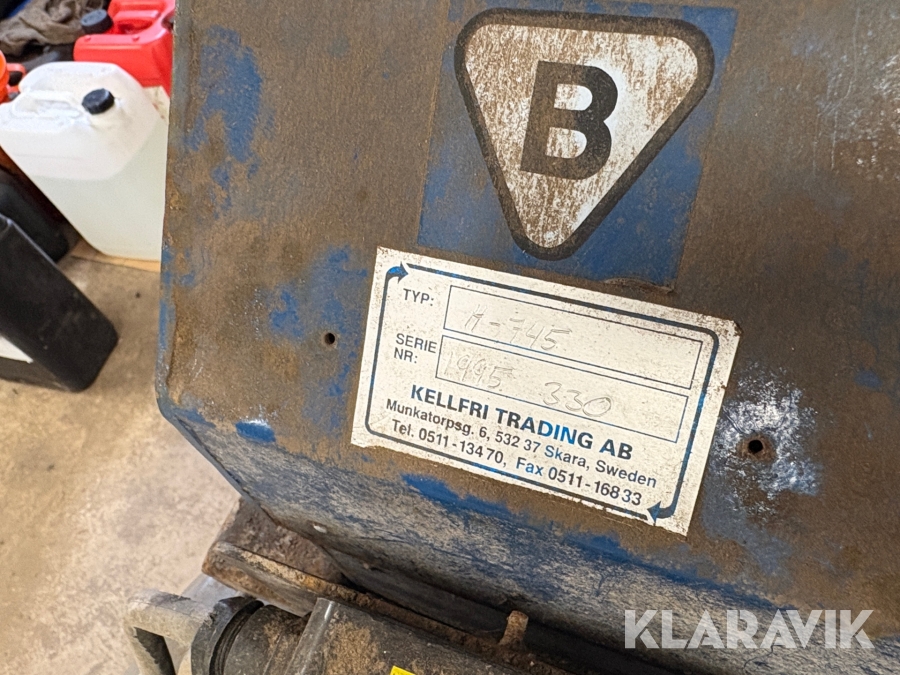 B
TYP: H-745
SERIE
NR: 1995 330
KELLFRI TRADING AB
Munkatorpsg. 6, 532 37 Skara, Sweden
Tel. 0511-134 70, Fax 0511-168 33
KLARAVIK